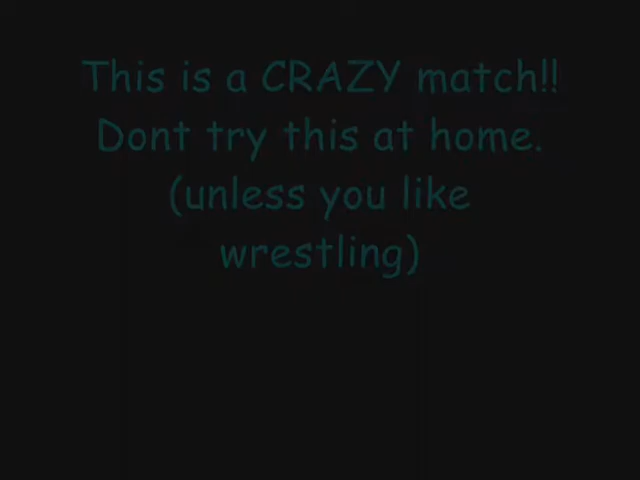 This is a CRAZY match!!
Dont try this at home.
(unless you like
wrestling)